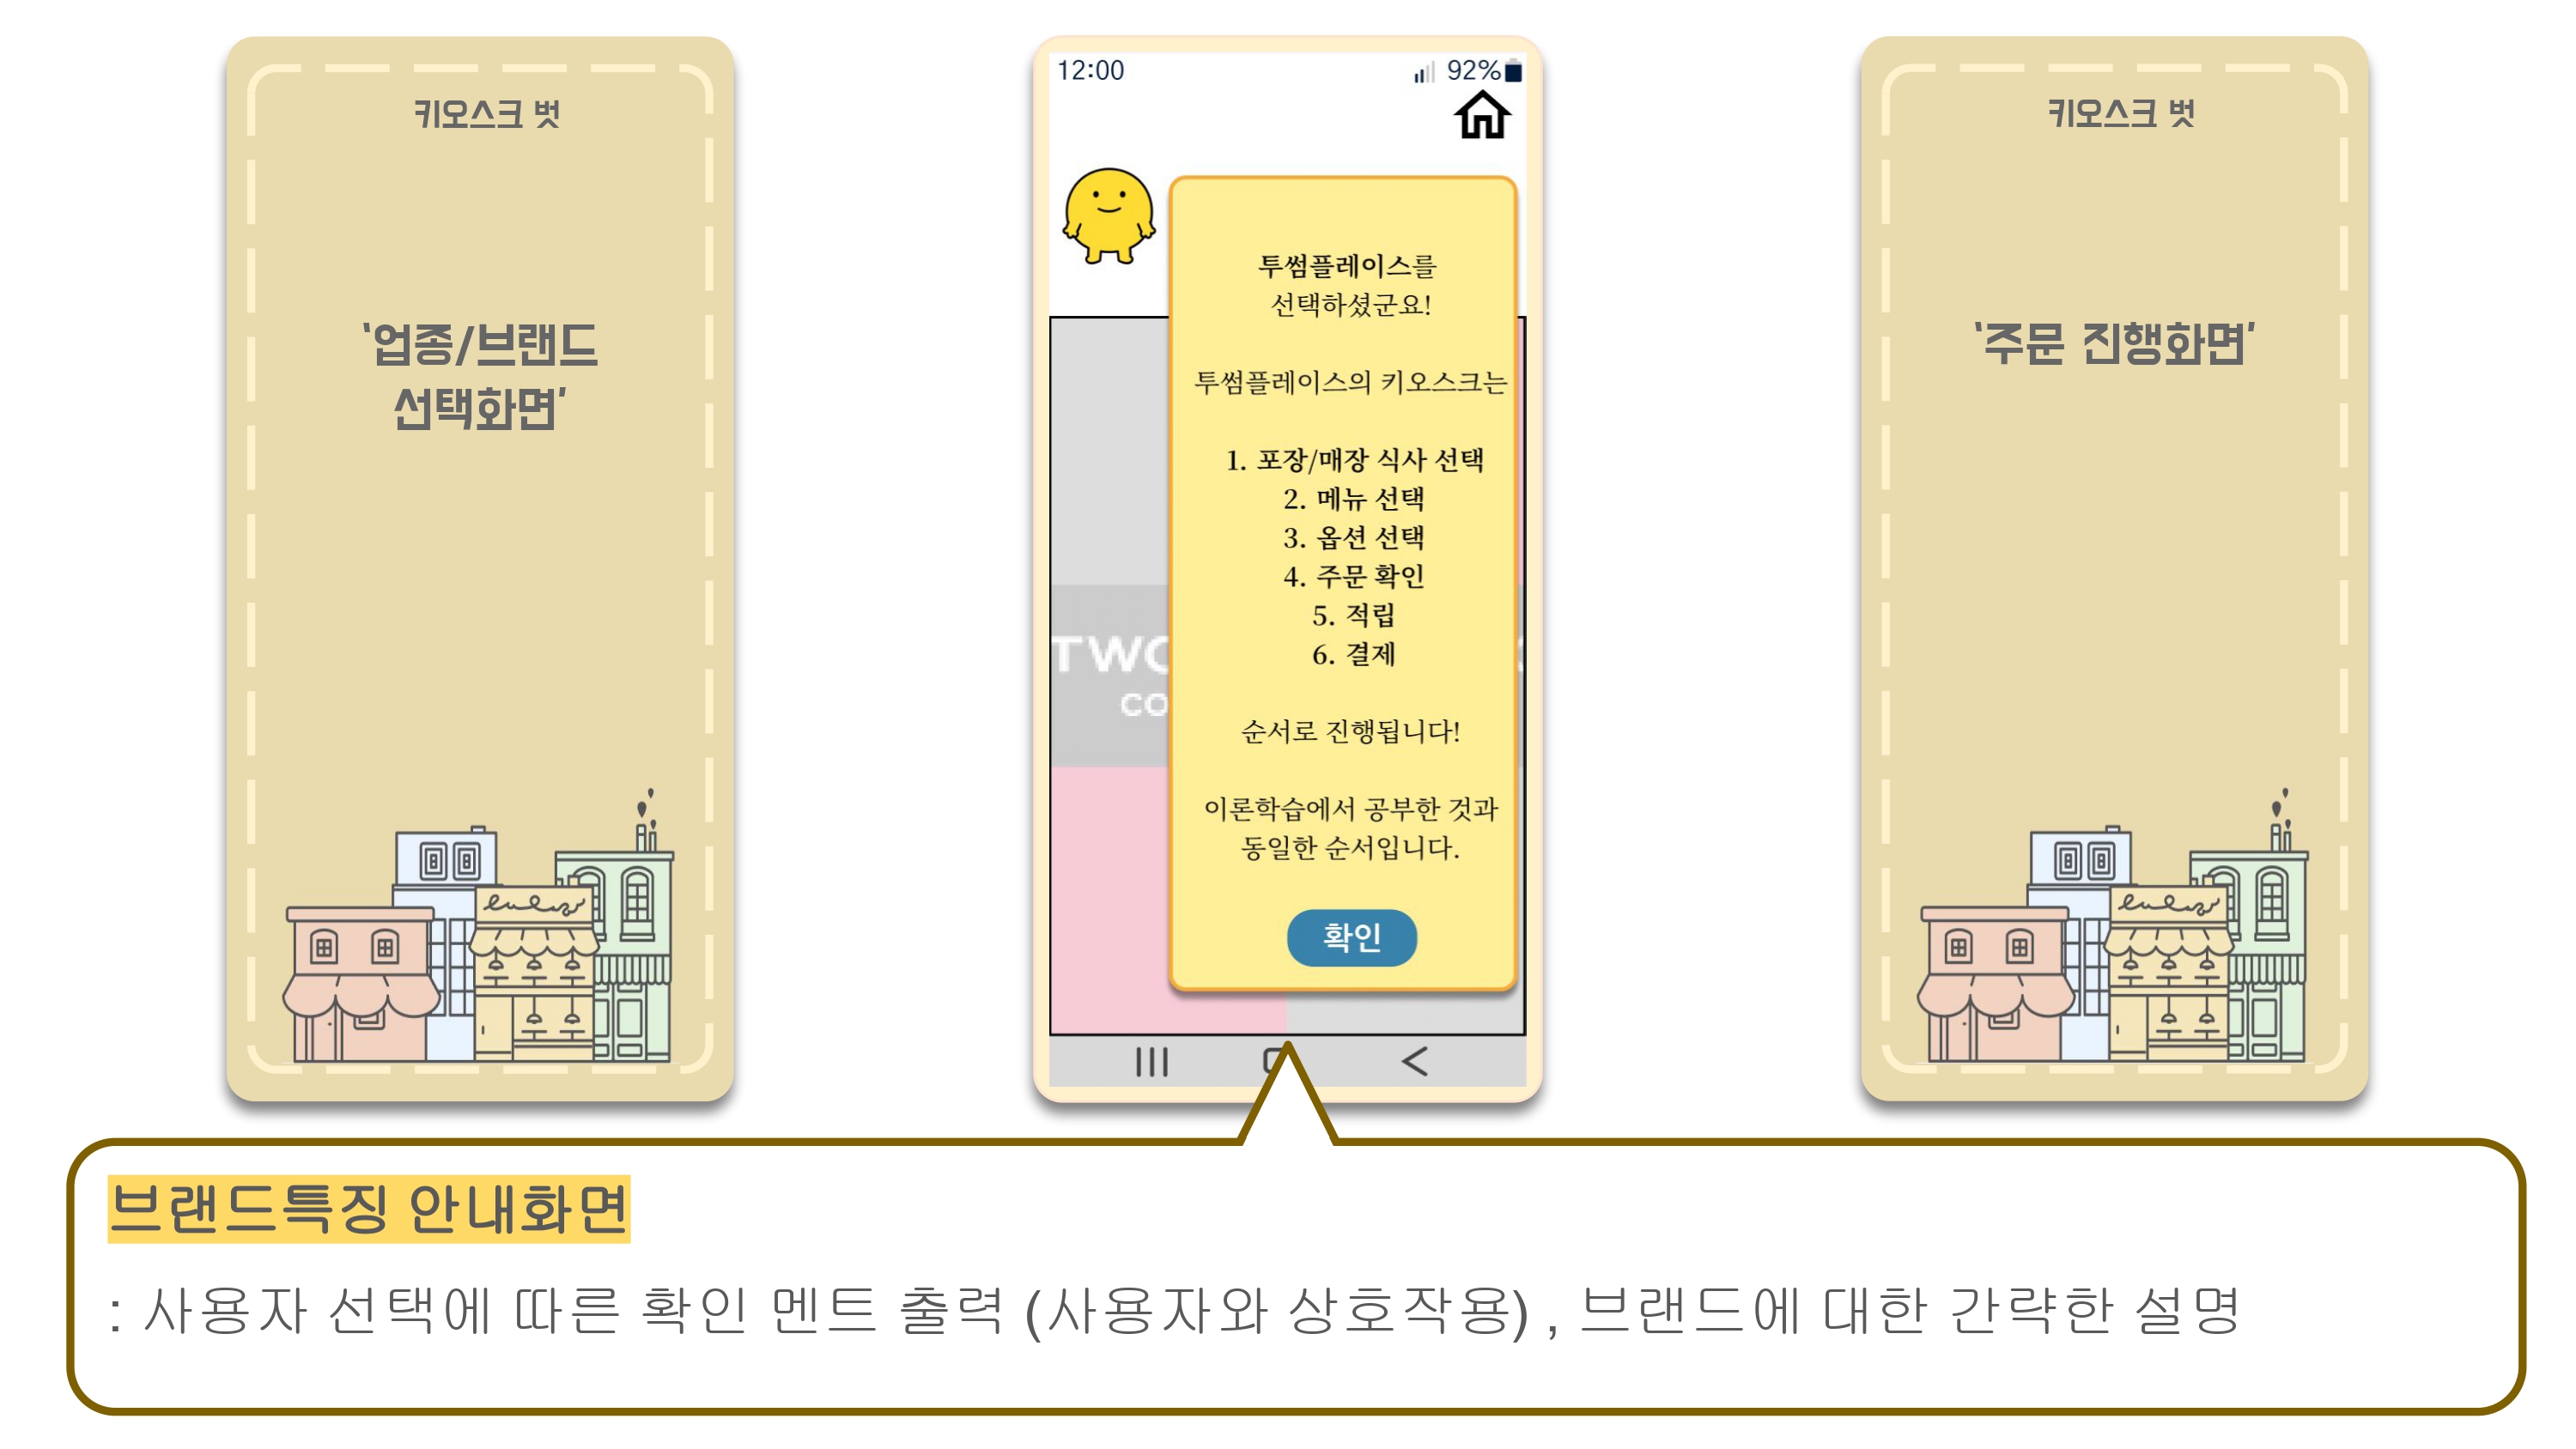 키오스크 벗
‘업종/브랜드
선택화면’
12:00
92%
투썸플레이스를
선택하셨군요!
투썸플레이스의 키오스크는
1. 포장/매장 식사 선택
2. 메뉴 선택
3. 옵션 선택
4. 주문 확인
5. 적립
6. 결제
순서로 진행됩니다!
이론학습에서 공부한 것과
동일한 순서입니다.
확인
TWO
CO
키오스크 벗
‘주문 진행화면’
브랜드특징 안내화면
: 사용자 선택에 따른 확인 멘트 출력 (사용자와 상호작용) , 브랜드에 대한 간략한 설명